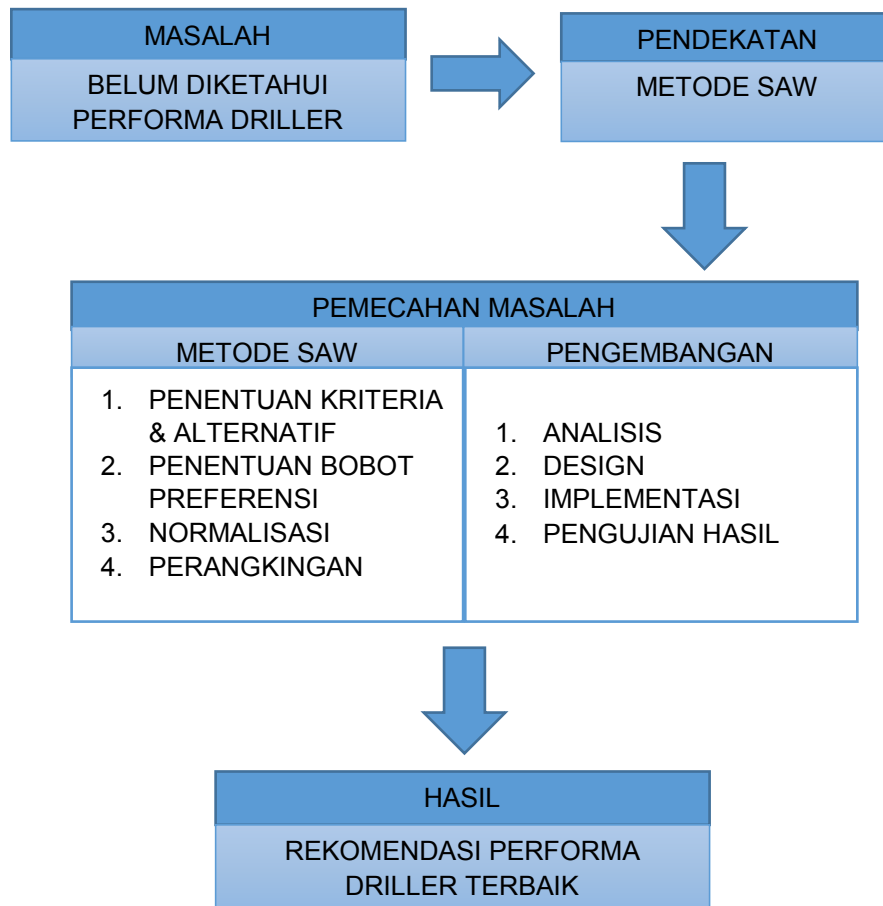 MASALAH
BELUM DIKETAHUI
PERFORMA DRILLER
PENDEKATAN
METODE SAW
PEMECAHAN MASALAH
METODE SAW
1. PENENTUAN KRITERIA
& ALTERNATIF
2. PENENTUAN BOBOT
PREFERENSI
3. NORMALISASI
4. PERANGKINGAN
PENGEMBANGAN
1. ANALISIS
2. DESIGN
3. IMPLEMENTASI
4. PENGUJIAN HASIL
HASIL
REKOMENDASI PERFORMA
DRILLER TERBAIK